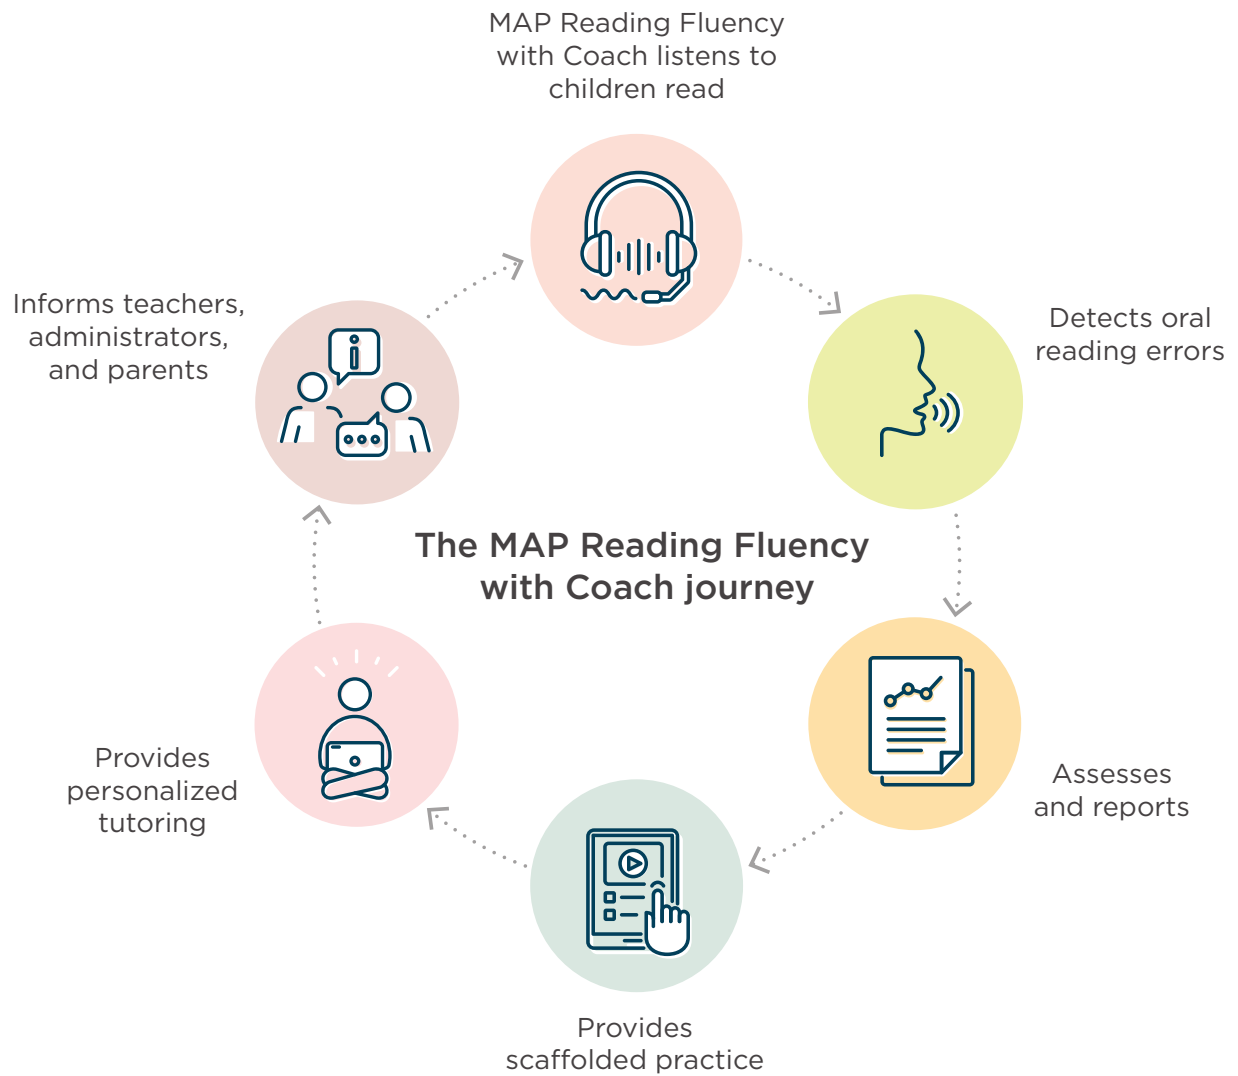 MAP Reading Fluency
with Coach listens to
children read
Detects oral
reading errors
Assesses
and reports
Provides
scaffolded practice
Provides
personalized
tutoring
Informs teachers,
administrators,
and parents
The MAP Reading Fluency
with Coach journey